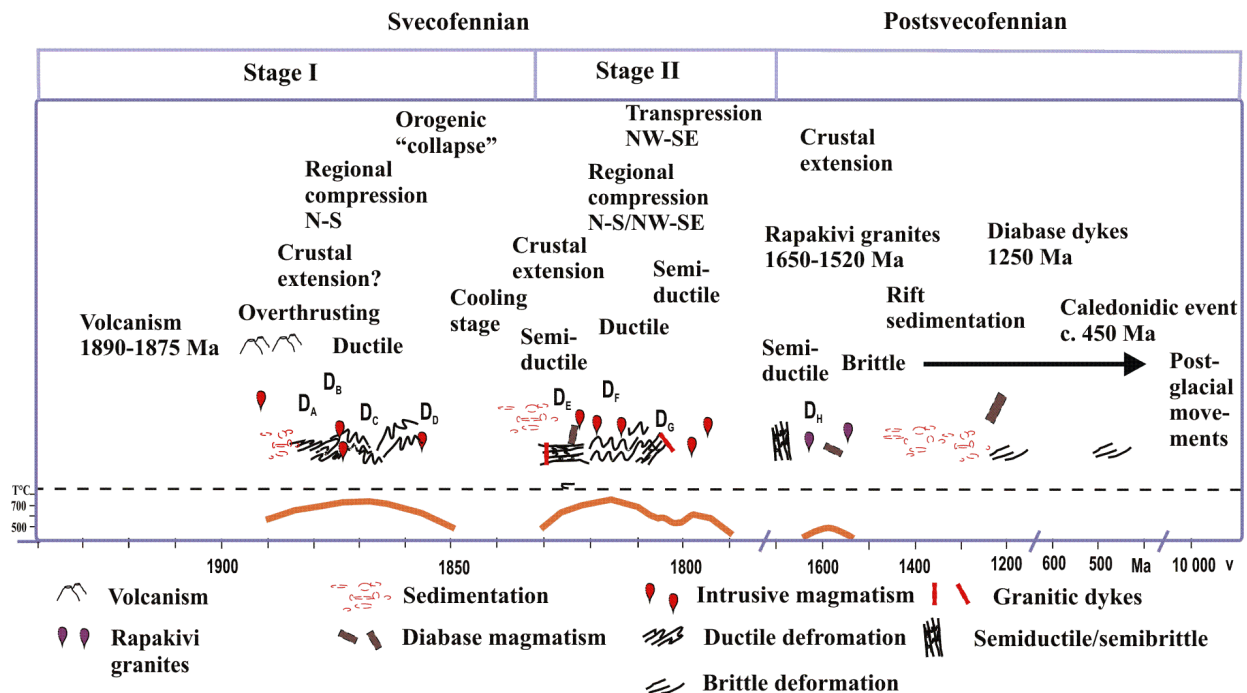 Svecofennian
Postsvecofennian
Stage I
Stage II
Orogenic
“collapse”
Transpression
NW-SE
Crustal
extension
Regional
compression
N-S
Regional
compression
N-S/NW-SE
Crustal
extension?
Crustal
extension
Rapakivi granites
1650-1520 Ma
Diabase dykes
1250 Ma
Semi-
ductile
Cooling
stage
Rift
sedimentation
Volcanism
1890-1875 Ma
Overthrusting
Ductile
Semi-
ductile
Ductile
Caledonidic event
c. 450 Ma
Semi-
ductile
Brittle
Post-
glacial
move-
ments
DA
DB
DC
DD
DE
DF
DG
DH
T°C
700
500
1900
1850
1800
1600
1400
1200
600
500
Ma
10 000 v
Volcanism
Sedimentation
Intrusive magmatism
Granitic dykes
Rapakivi
granites
Diabase magmatism
Ductile defromation
Semiductile/semibrittle
Brittle deformation